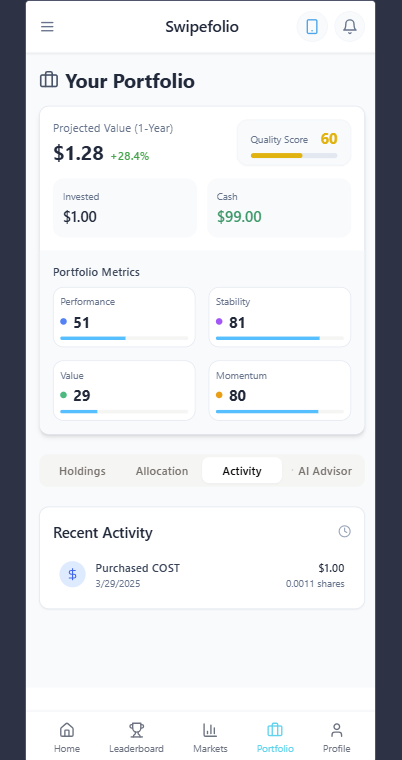 Swipefolio
Your Portfolio
Projected Value (1-Year)
$1.28 +28.4%
Quality Score 60
Invested
$1.00
Cash
$99.00
Portfolio Metrics
Performance
51
Stability
81
Value
29
Momentum
80
Holdings Allocation Activity AI Advisor
Recent Activity
Purchased COST $1.00
3/29/2025 0.0011 shares
Home Leaderboard Markets Portfolio Profile